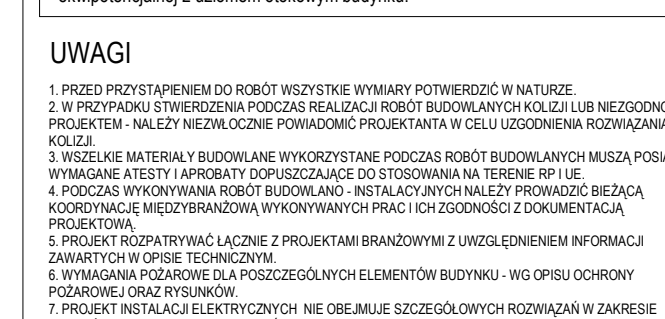 ekwipotencjalnej z uziomem otokowym budynku.
UWAGI
1. PRZED PRZYSTĄPIENIEM DO ROBÓT WSZYSTKIE WYMIARY POTWIERDZIĆ W NATURZE.
2. W PRZYPADKU STWIERDZENIA PODCZAS REALIZACJI ROBÓT BUDOWLANYCH KOLIZJI LUB NIEZGODNO
PROJEKTEM - NALEŻY NIEZWŁOCZNIE POWIADOMIĆ PROJEKTANTA W CELU UZGODNIENIA ROZWIĄZANIA
KOLIZJI.
3. WSZELKIE MATERIAŁY BUDOWLANE WYKORZYSTANE PODCZAS ROBÓT BUDOWLANYCH MUSZĄ POSIA
WYMAGANE ATESTY I APROBATY DOPUSZCZAJĄCE DO STOSOWANIA NA TERENIE RP I UE.
4. PODCZAS WYKONYWANIA ROBÓT BUDOWLANO - INSTALACYJNYCH NALEŻY PROWADZIĆ BIEŻĄCĄ
KOORDYNACJĘ MIĘDZYBRANŻOWĄ WYKONYWANYCH PRAC I ICH ZGODNOŚCI Z DOKUMENTACJĄ
PROJEKTOWĄ.
5. PROJEKT ROZPATRYWAĆ ŁĄCZNIE Z PROJEKTAMI BRANŻOWYMI Z UWZGLĘDNIENIEM INFORMACJI
ZAWARTYCH W OPISIE TECHNICZNYM.
6. WYMAGANIA POŻAROWE DLA POSZCZEGÓLNYCH ELEMENTÓW BUDYNKU - WG OPISU OCHRONY
POŻAROWEJ ORAZ RYSUNKÓW.
7. PROJEKT INSTALACJI ELEKTRYCZNYCH NIE OBEJMUJE SZCZEGÓŁOWYCH ROZWIĄZAŃ W ZAKRESIE